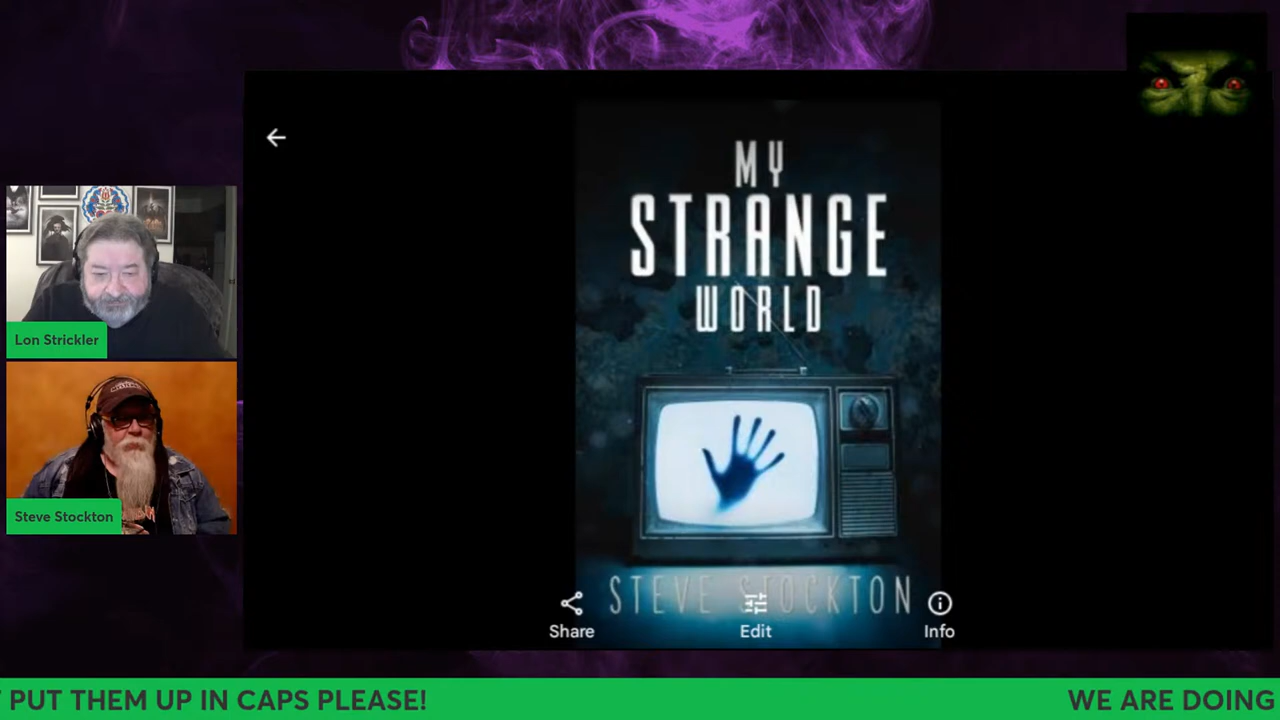 MY
STRANGE
WORLD
Lon Strickler
Steve Stockton
STEVE STOCKTON
Share
Edit
Info
PUT THEM UP IN CAPS PLEASE!
WE ARE DOING